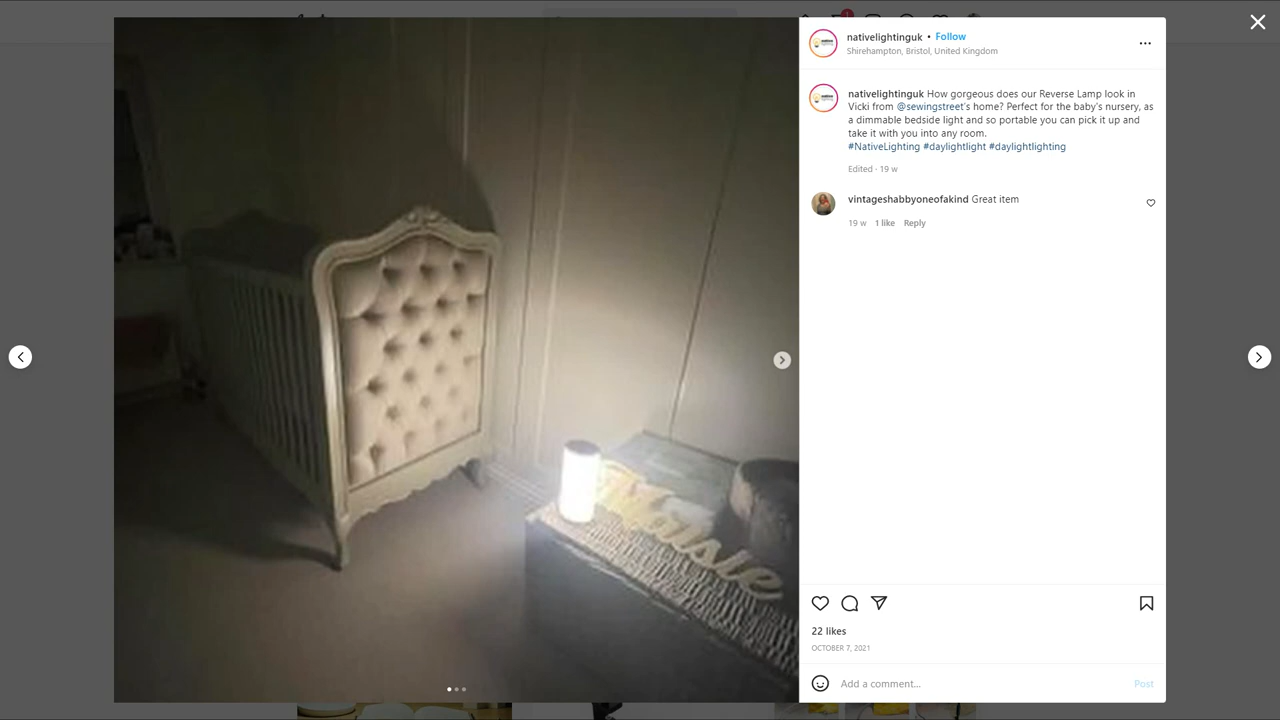 nativelightinguk • Follow
Shirehampton, Bristol, United Kingdom
nativelightinguk How gorgeous does our Reverse Lamp look in
Vicki from @sewingstreet's home? Perfect for the baby's nursery, as
a dimmable bedside light and so portable you can pick it up and
take it with you into any room.
#NativeLighting #daylightlight #daylightlighting
Edited · 19 w
vintageshabbyoneofakind Great item
19 w 1 like Reply
Maisie
22 likes
OCTOBER 7, 2021
Add a comment...
Post